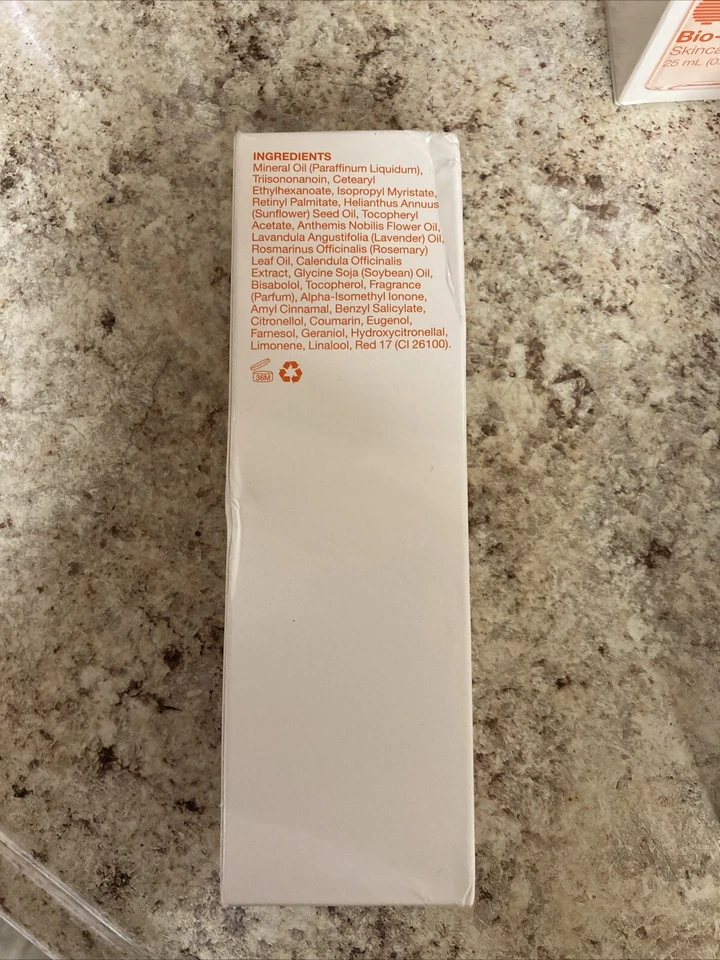 Bio-
Skinca
25 mL (0.
INGREDIENTS
Mineral Oil (Paraffinum Liquidum),
Triisononanoin, Cetearyl
Ethylhexanoate, Isopropyl Myristate,
Retinyl Palmitate, Helianthus Annuus
(Sunflower) Seed Oil, Tocopheryl
Acetate, Anthemis Nobilis Flower Oil,
Lavandula Angustifolia (Lavender) Oil,
Rosmarinus Officinalis (Rosemary)
Leaf Oil, Calendula Officinalis
Extract, Glycine Soja (Soybean) Oil,
Bisabolol, Tocopherol, Fragrance
(Parfum), Alpha-Isomethyl Ionone,
Amyl Cinnamal, Benzyl Salicylate,
Citronellol, Coumarin, Eugenol,
Farnesol, Geraniol, Hydroxycitronellal,
Limonene, Linalool, Red 17 (CI 26100).
36M